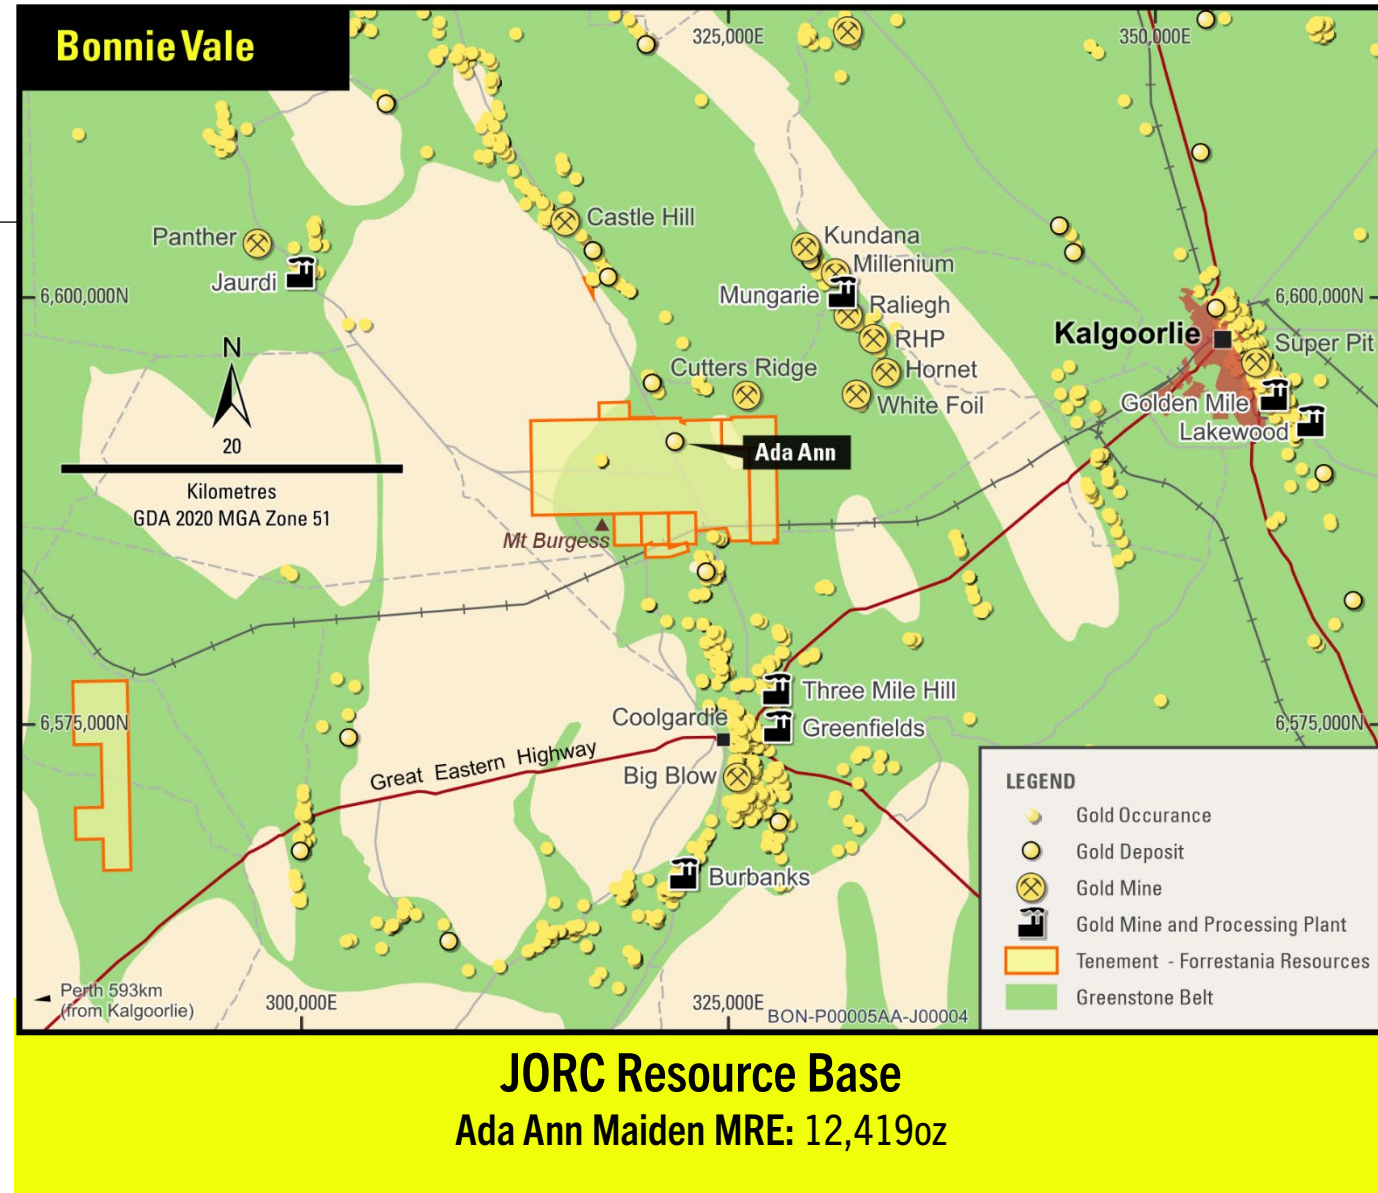 Bonnie Vale
325,000E
350,000E
Castle Hill
Panther
Jaurdi
Kundana
Millenium
Mungarie
Raliegh
6,600,000N
6,600,000N
RHP
Kalgoorlie
Super Pit
N
Cutters Ridge
Hornet
White Foil
Golden Mile
Lakewood
20
Kilometres
GDA 2020 MGA Zone 51
Ada Ann
Mt Burgess
Three Mile Hill
6,575,000N
Coolgardie
Greenfields
6,575,000N
Great Eastern Highway
Big Blow
Burbanks
LEGEND
Gold Occurance
Gold Deposit
Gold Mine
Gold Mine and Processing Plant
Tenement - Forrestania Resources
Greenstone Belt
Perth 593km
(from Kalgoorlie)
300,000E
325,000E
BON-P00005AA-J00004
JORC Resource Base
Ada Ann Maiden MRE: 12,419oz